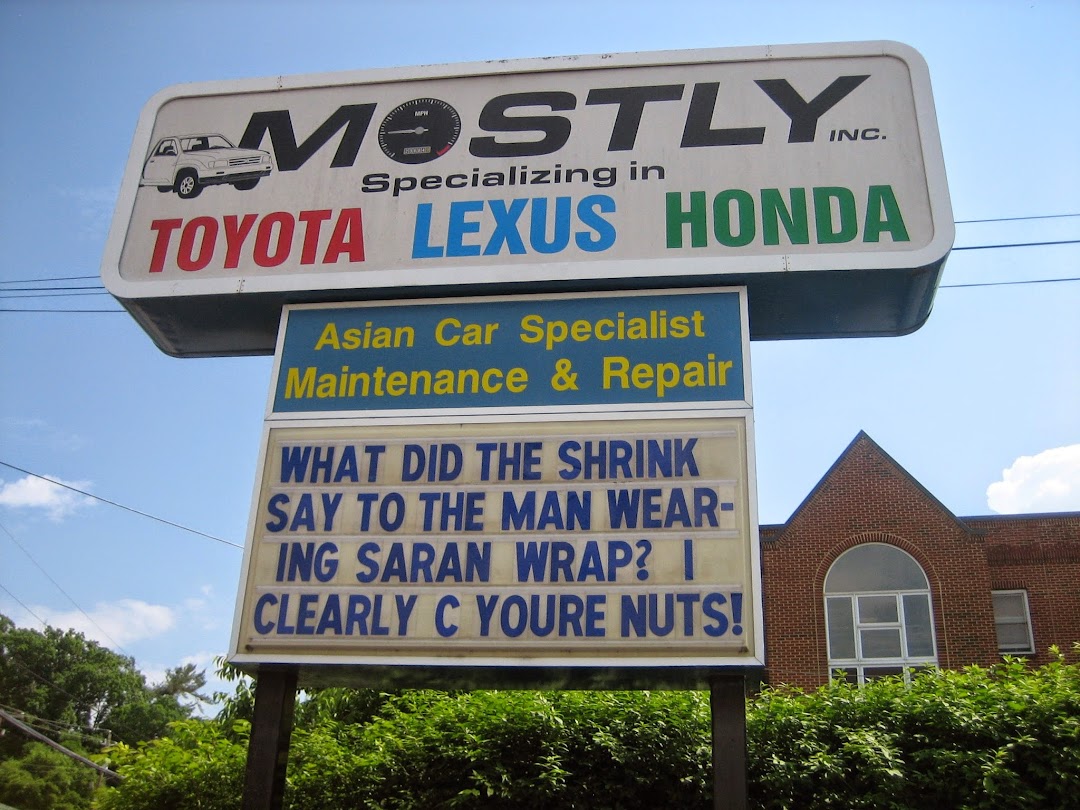 MOSTLY INC.
MPH
Specializing in
TOYOTA LEXUS HONDA
Asian Car Specialist
Maintenance & Repair
WHAT DID THE SHRINK
SAY TO THE MAN WEAR-
ING SARAN WRAP? I
CLEARLY C YOURE NUTS!